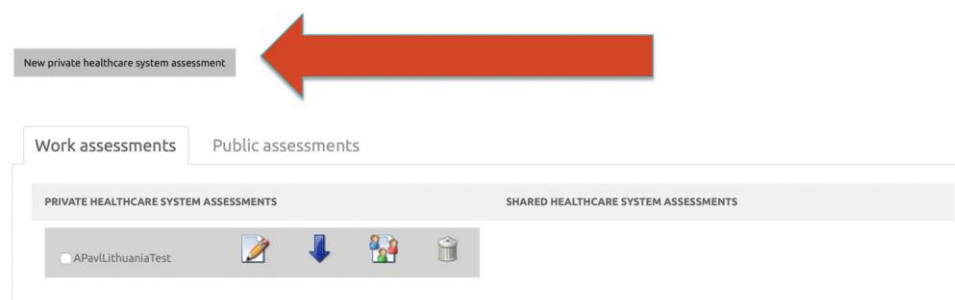 New private healthcare system assessment
Work assessments Public assessments
PRIVATE HEALTHCARE SYSTEM ASSESSMENTS SHARED HEALTHCARE SYSTEM ASSESSMENTS
APavlLithuaniaTest